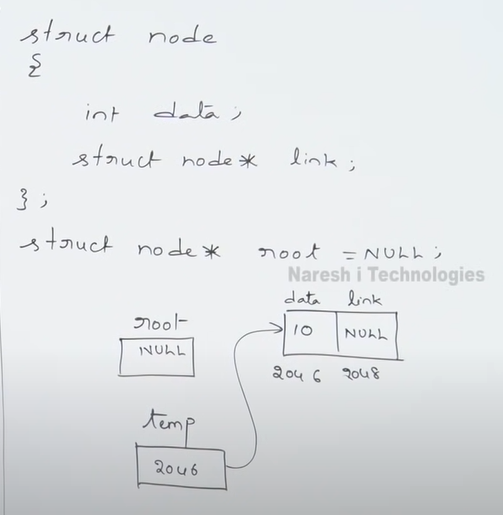 struct node
{
int data;
struct node* link;
};
struct node* root = NULL;
Naresh i Technologies
data link
root
10 NULL
NULL
2046 2048
temp
2046